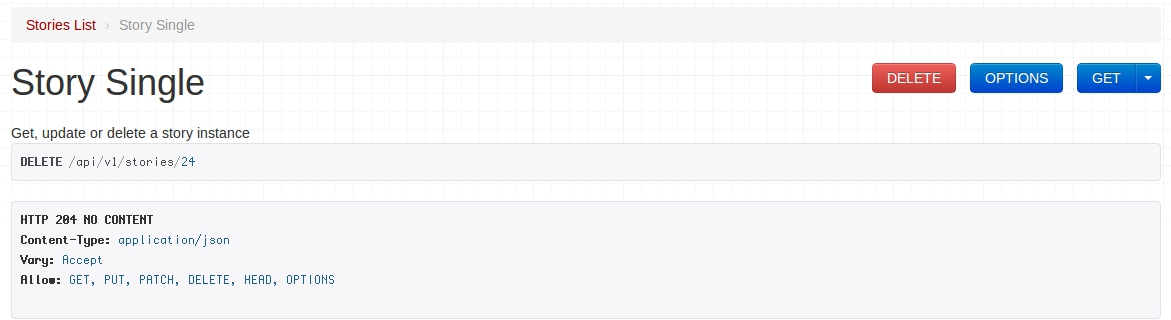 Stories List › Story Single
Story Single
DELETE OPTIONS GET
Get, update or delete a story instance
DELETE /api/v1/stories/24
HTTP 204 NO CONTENT
Content-Type: application/json
Vary: Accept
Allow: GET, PUT, PATCH, DELETE, HEAD, OPTIONS